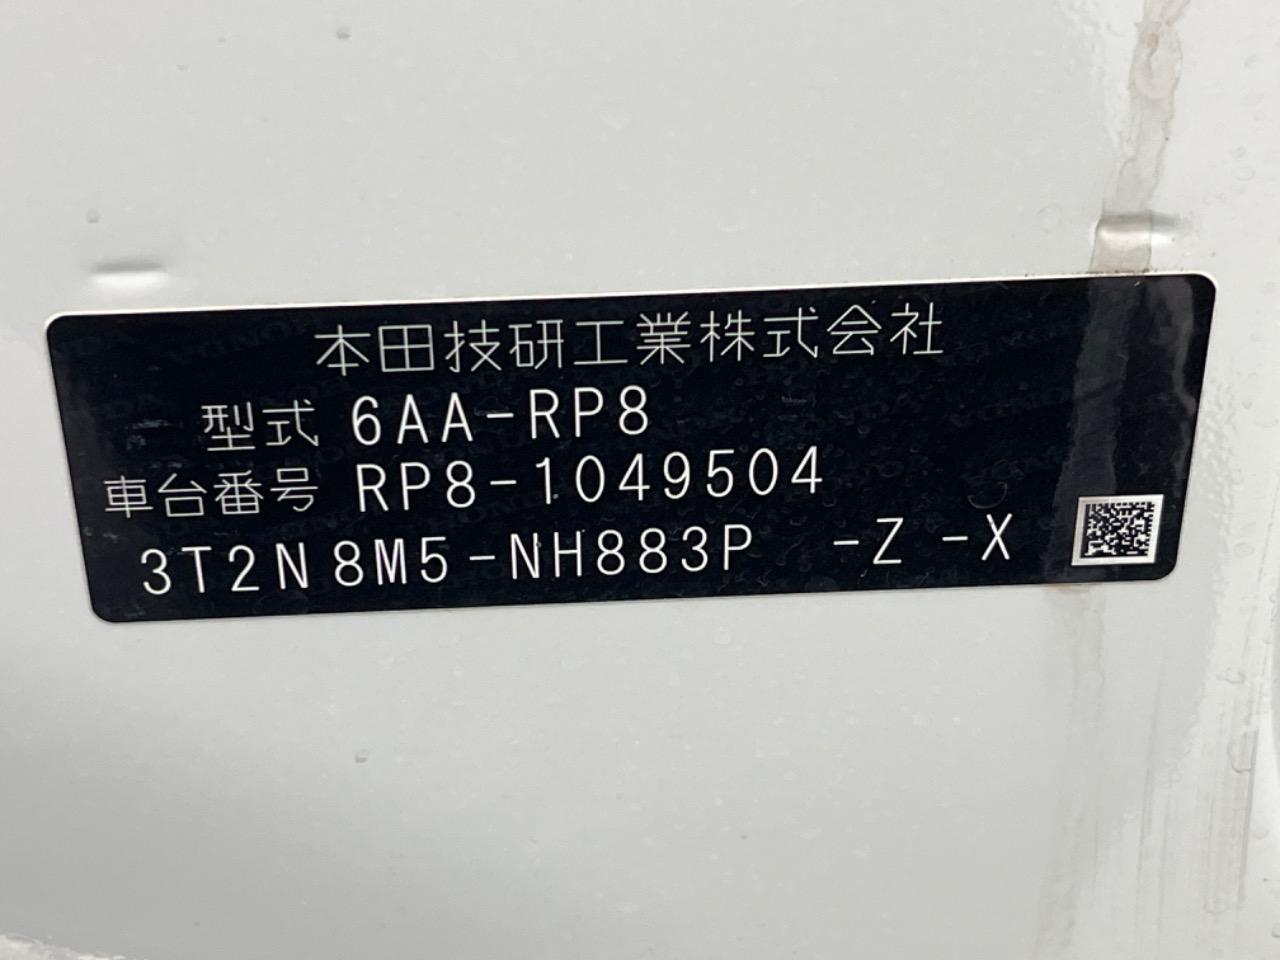 本田技研工業株式会社
型式 6AA-RP8
車台番号 RP8-1049504
3T2N8M5-NH883P -Z -X